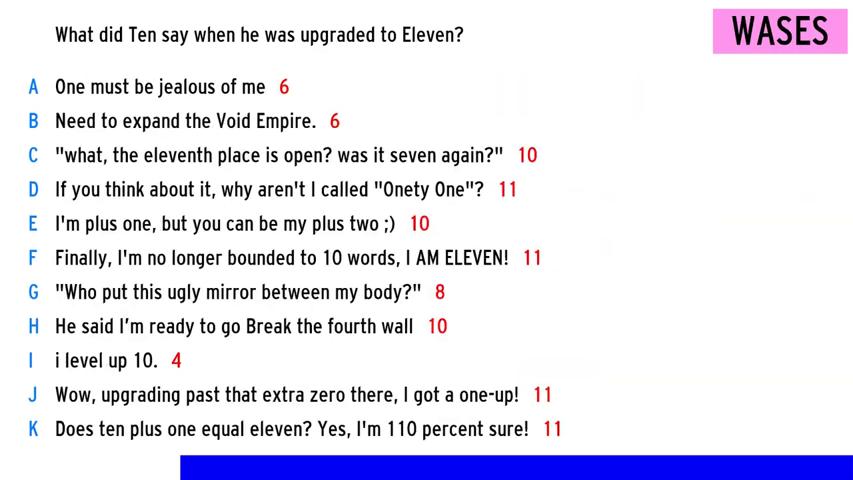 What did Ten say when he was upgraded to Eleven?
WASES
A One must be jealous of me 6
B Need to expand the Void Empire. 6
C "what, the eleventh place is open? was it seven again?" 10
D If you think about it, why aren't I called "Onety One"? 11
E I'm plus one, but you can be my plus two ;) 10
F Finally, I'm no longer bounded to 10 words, I AM ELEVEN! 11
G "Who put this ugly mirror between my body?" 8
H He said I’m ready to go Break the fourth wall 10
I i level up 10. 4
J Wow, upgrading past that extra zero there, I got a one-up! 11
K Does ten plus one equal eleven? Yes, I'm 110 percent sure! 11